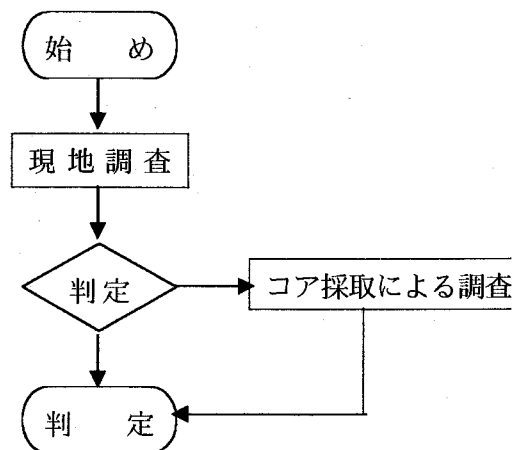 始　め
現地調査
判定
コア採取による調査
判　定